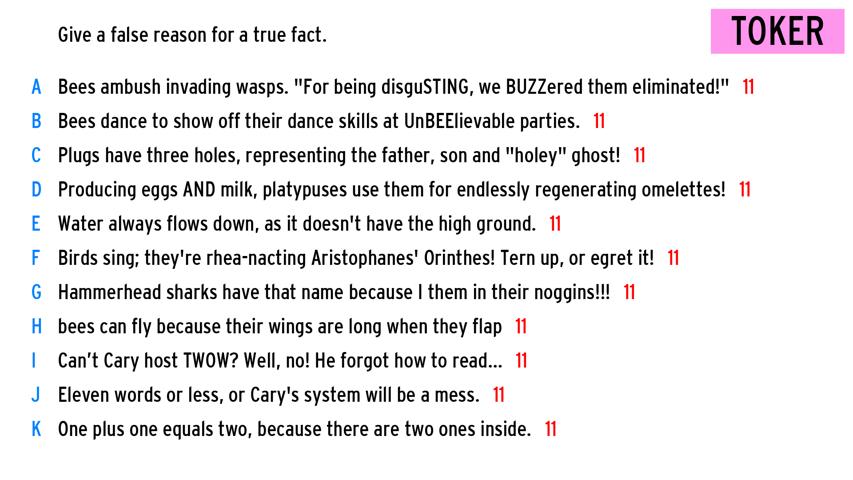 Give a false reason for a true fact.
TOKER
A Bees ambush invading wasps. "For being disguSTING, we BUZZered them eliminated!" 11
B Bees dance to show off their dance skills at UnBEElievable parties. 11
C Plugs have three holes, representing the father, son and "holey" ghost! 11
D Producing eggs AND milk, platypuses use them for endlessly regenerating omelettes! 11
E Water always flows down, as it doesn't have the high ground. 11
F Birds sing; they're rhea-nacting Aristophanes' Orinthes! Tern up, or egret it! 11
G Hammerhead sharks have that name because I them in their noggins!!! 11
H bees can fly because their wings are long when they flap 11
I Can’t Cary host TWOW? Well, no! He forgot how to read... 11
J Eleven words or less, or Cary's system will be a mess. 11
K One plus one equals two, because there are two ones inside. 11